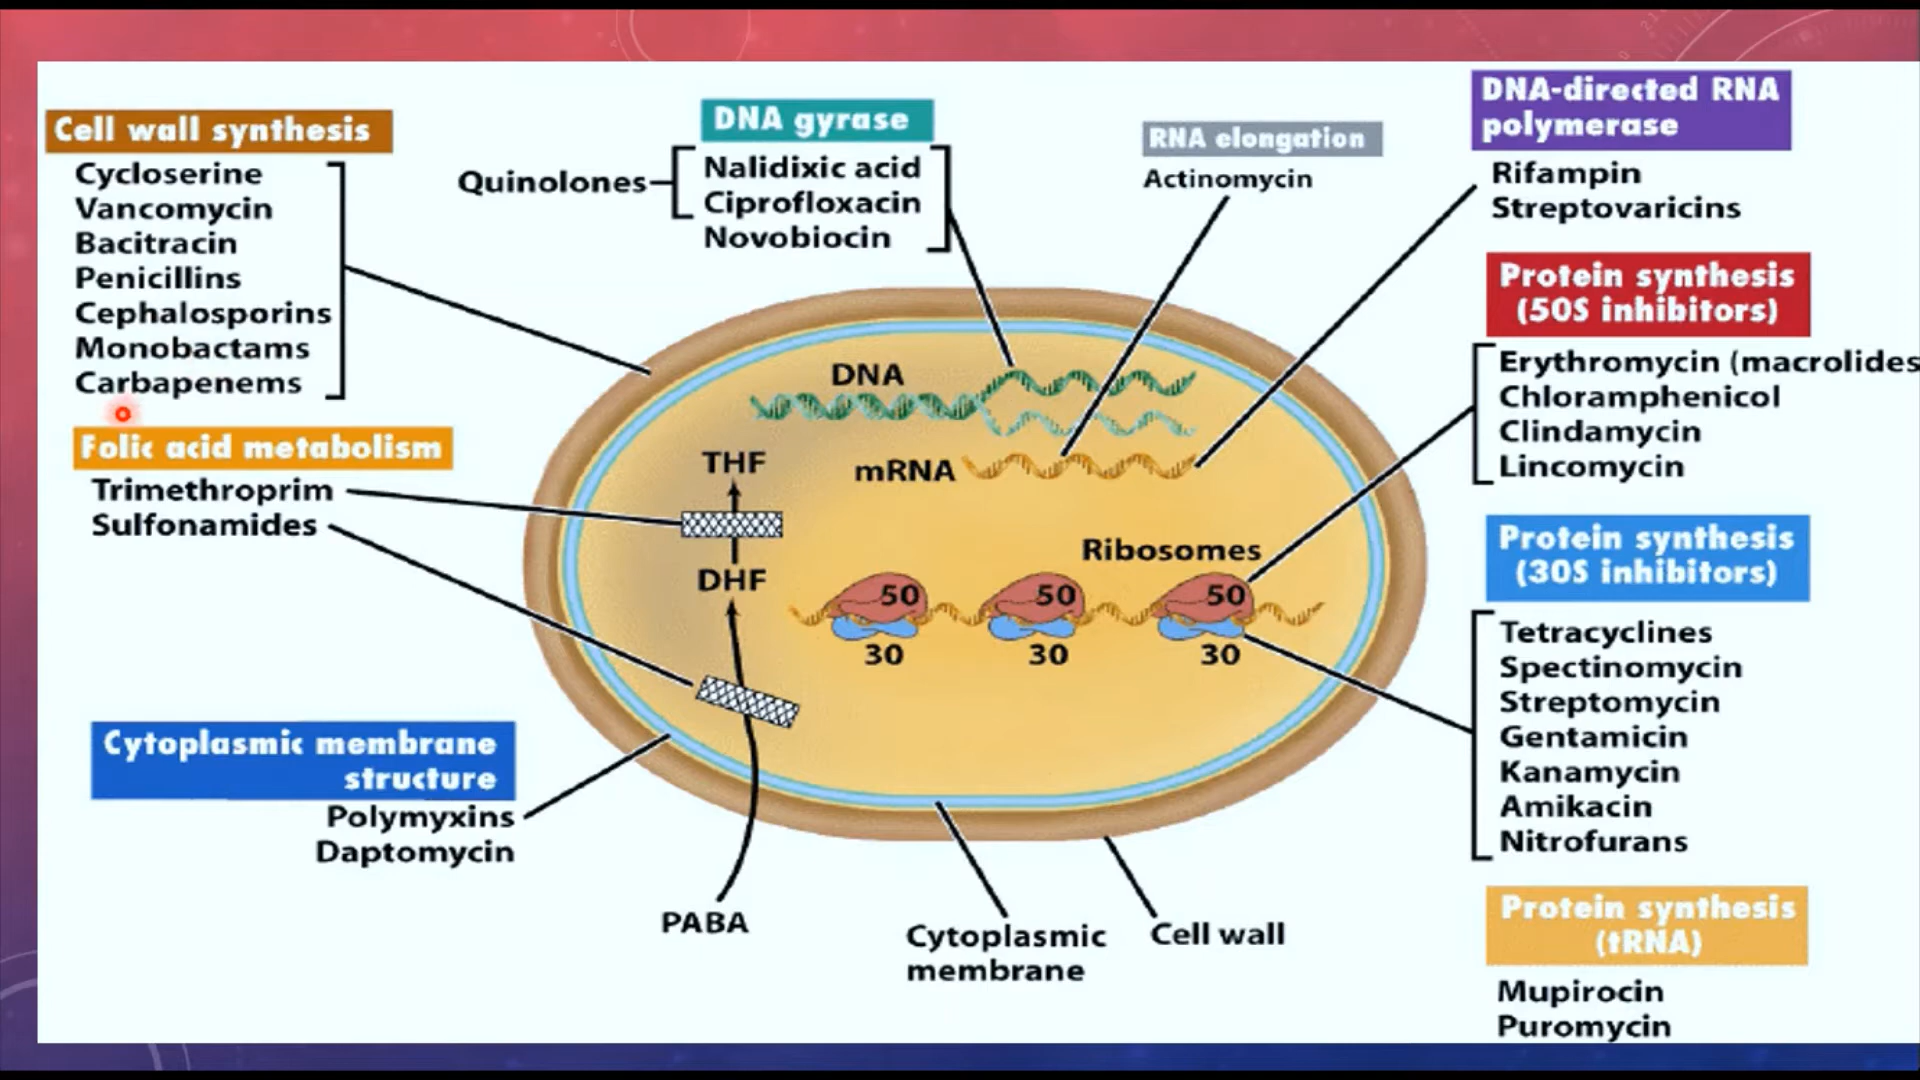 Cell wall synthesis
Cycloserine
Vancomycin
Bacitracin
Penicillins
Cephalosporins
Monobactams
Carbapenems
Folic acid metabolism
Trimethroprim
Sulfonamides
Cytoplasmic membrane
structure
Polymyxins
Daptomycin
DNA gyrase
Quinolones
Nalidixic acid
Ciprofloxacin
Novobiocin
RNA elongation
Actinomycin
DNA-directed RNA
polymerase
Rifampin
Streptovaricins
Protein synthesis
(50S inhibitors)
Erythromycin (macrolides
Chloramphenicol
Clindamycin
Lincomycin
Protein synthesis
(30S inhibitors)
Tetracyclines
Spectinomycin
Streptomycin
Gentamicin
Kanamycin
Amikacin
Nitrofurans
Protein synthesis
(tRNA)
Mupirocin
Puromycin
DNA
THF
mRNA
DHF
Ribosomes
50
50
50
30
30
30
PABA
Cytoplasmic
membrane
Cell wall